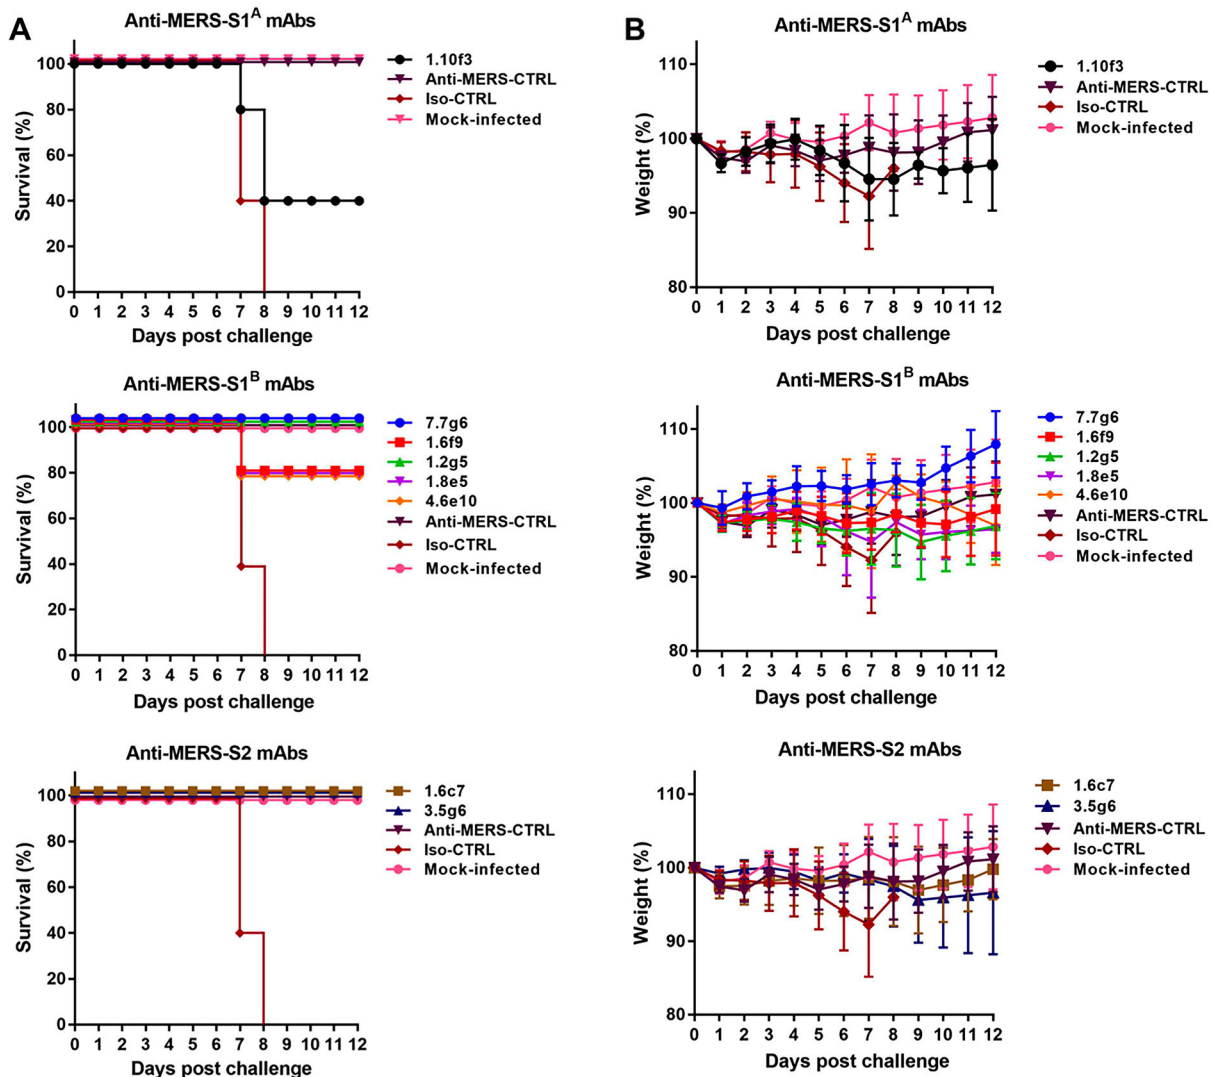 A
Anti-MERS-S1A mAbs
Survival (%)
100
80
60
40
20
0
0 1 2 3 4 5 6 7 8 9 10 11 12
Days post challenge
1.10f3
Anti-MERS-CTRL
Iso-CTRL
Mock-infected
B
Anti-MERS-S1A mAbs
Weight (%)
110
100
90
80
0 1 2 3 4 5 6 7 8 9 10 11 12
Days post challenge
1.10f3
Anti-MERS-CTRL
Iso-CTRL
Mock-infected
Anti-MERS-S1B mAbs
Survival (%)
100
80
60
40
20
0
0 1 2 3 4 5 6 7 8 9 10 11 12
Days post challenge
7.7g6
1.6f9
1.2g5
1.8e5
4.6e10
Anti-MERS-CTRL
Iso-CTRL
Mock-infected
Anti-MERS-S1B mAbs
Weight (%)
110
100
90
80
0 1 2 3 4 5 6 7 8 9 10 11 12
Days post challenge
7.7g6
1.6f9
1.2g5
1.8e5
4.6e10
Anti-MERS-CTRL
Iso-CTRL
Mock-infected
Anti-MERS-S2 mAbs
Survival (%)
100
80
60
40
20
0
0 1 2 3 4 5 6 7 8 9 10 11 12
Days post challenge
1.6c7
3.5g6
Anti-MERS-CTRL
Iso-CTRL
Mock-infected
Anti-MERS-S2 mAbs
Weight (%)
110
100
90
80
0 1 2 3 4 5 6 7 8 9 10 11 12
Days post challenge
1.6c7
3.5g6
Anti-MERS-CTRL
Iso-CTRL
Mock-infected